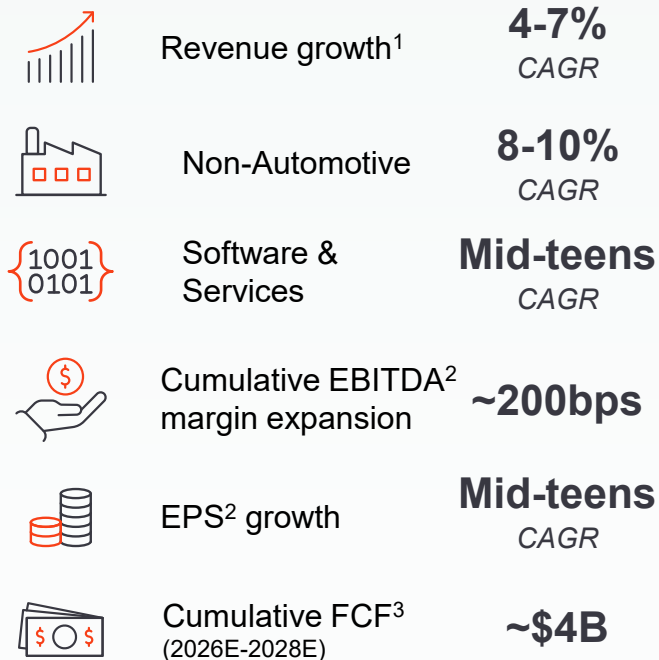 Revenue growth¹
4-7%
CAGR
Non-Automotive
8-10%
CAGR
1001
0101
Software &
Services
Mid-teens
CAGR
$
Cumulative EBITDA²
margin expansion
~200bps
EPS² growth
Mid-teens
CAGR
$ $
Cumulative FCF³
(2026E-2028E)
~$4B